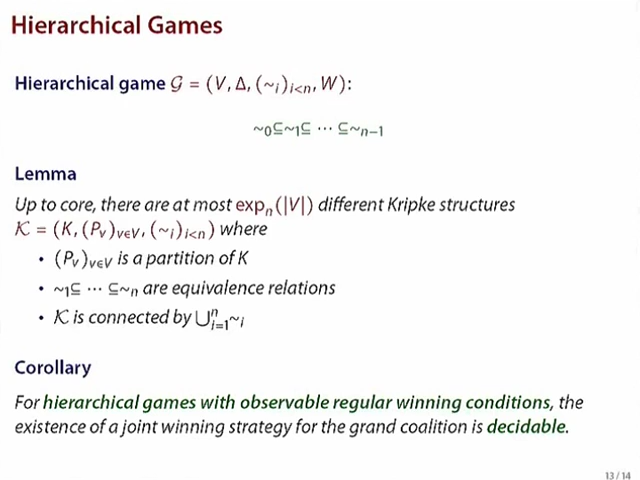 Hierarchical Games
Hierarchical game 𝒢 = (V, Δ, (~ᵢ)ᵢ<ₙ, W):
~₀⊆~₁⊆ ⋯ ⊆~ₙ₋₁
Lemma
Up to core, there are at most expₙ(|V|) different Kripke structures
𝒦 = (K, (Pᵥ)ᵥ∈V, (~ᵢ)ᵢ<ₙ) where
• (Pᵥ)ᵥ∈V is a partition of K
• ~₁⊆ ⋯ ⊆~ₙ are equivalence relations
• 𝒦 is connected by ⋃ⁿᵢ₌₁~ᵢ
Corollary
For hierarchical games with observable regular winning conditions, the
existence of a joint winning strategy for the grand coalition is decidable.
13 / 14